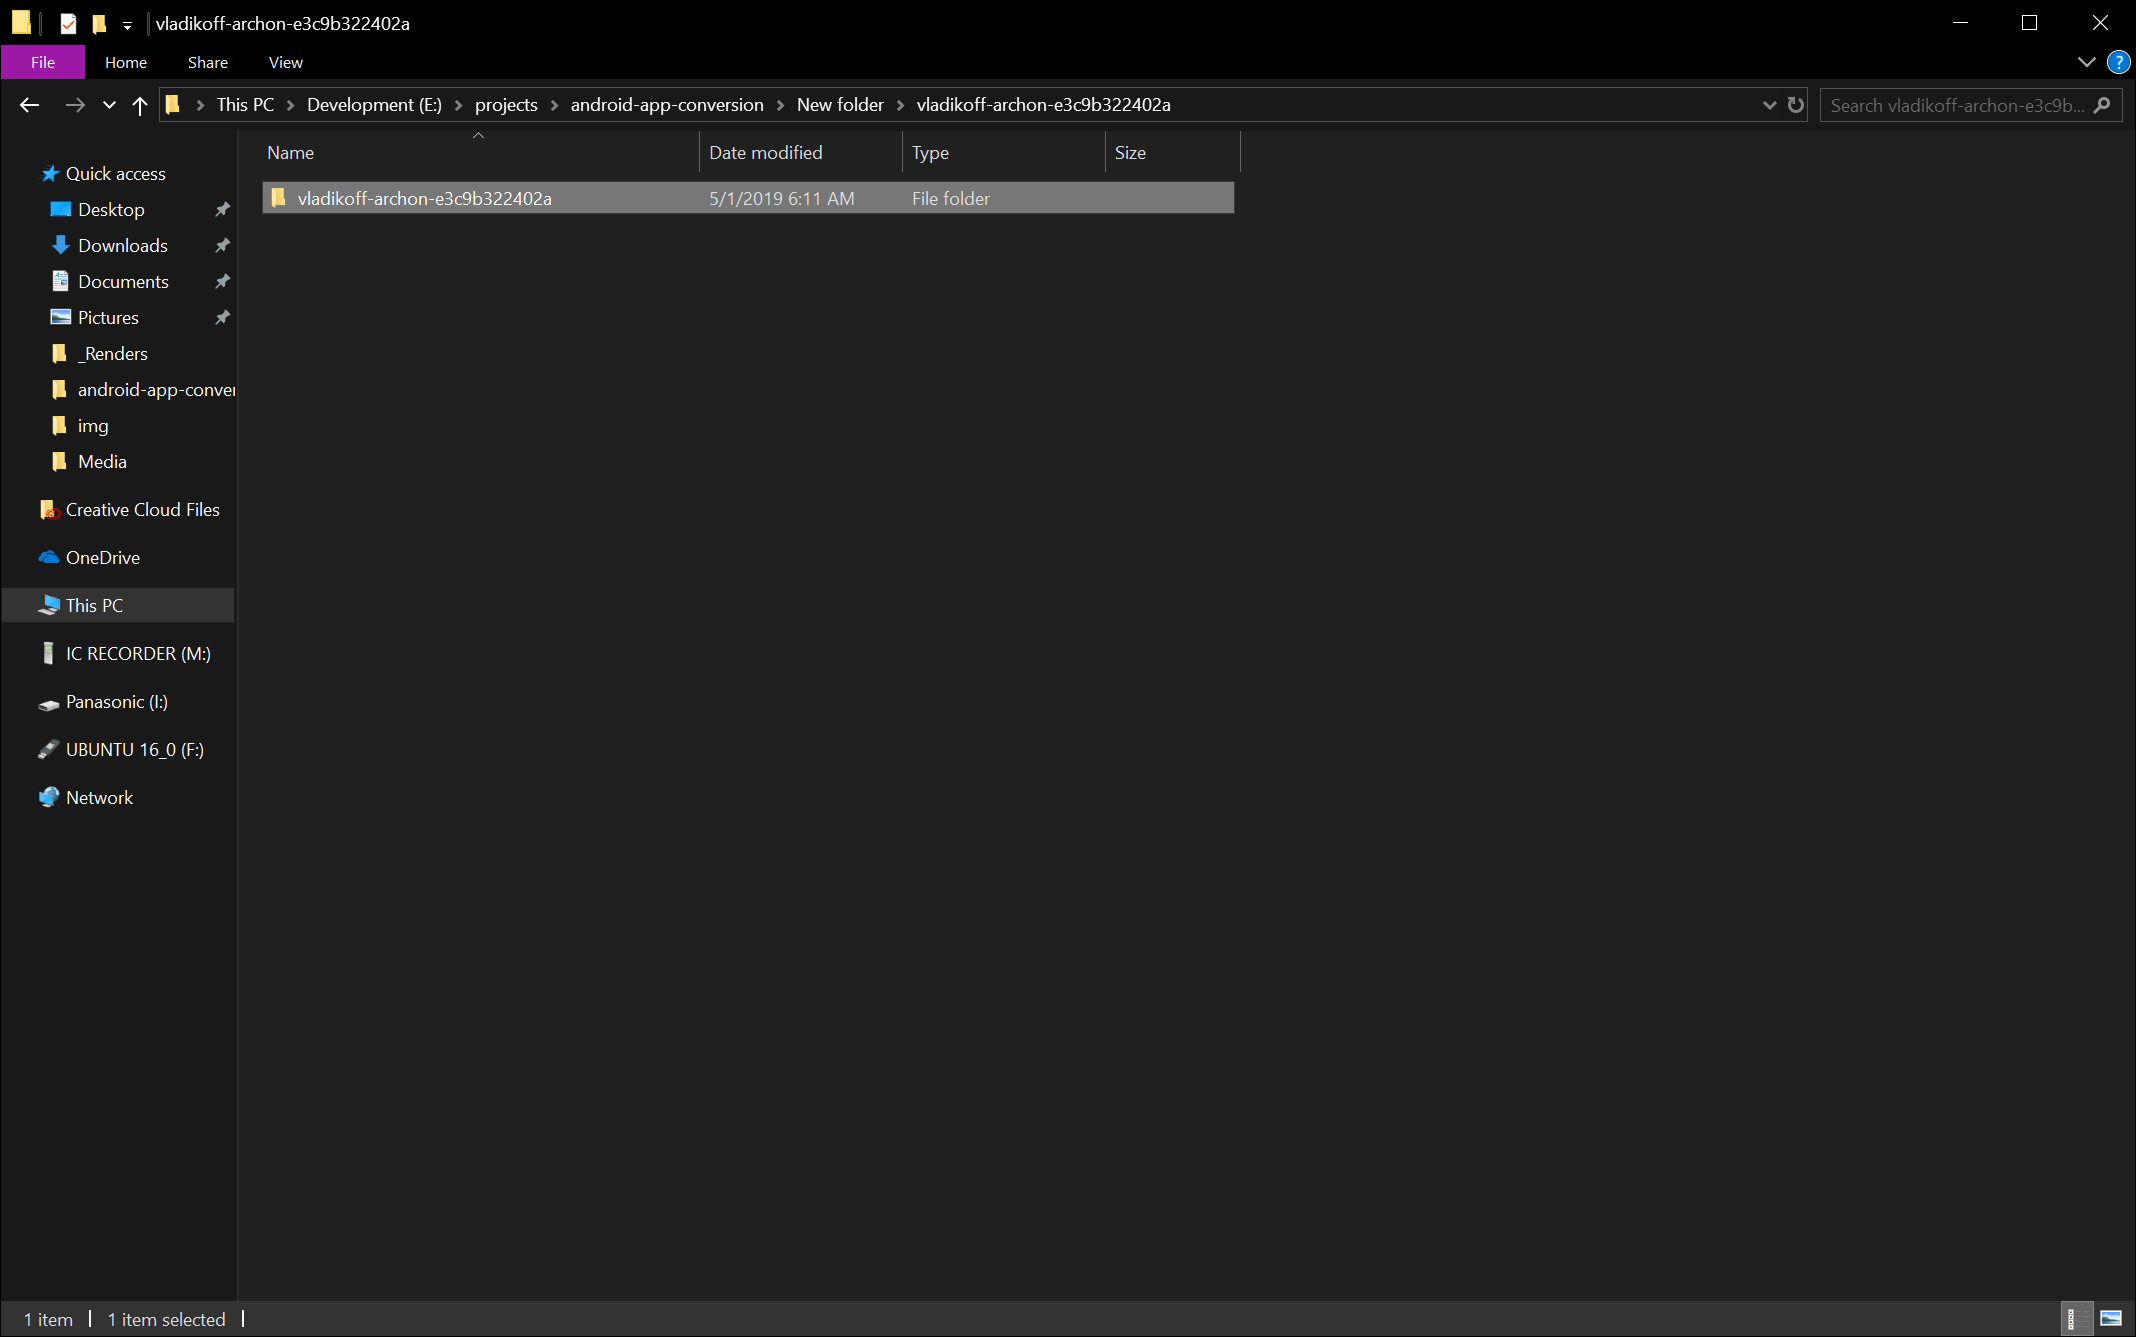 vladikoff-archon-e3c9b322402a
File Home Share View ?
This PC Development (E:) projects android-app-conversion New folder vladikoff-archon-e3c9b322402a Search vladikoff-archon-e3c9b...
Name Date modified Type Size
vladikoff-archon-e3c9b322402a 5/1/2019 6:11 AM File folder
Quick access
Desktop
Downloads
Documents
Pictures
_Renders
android-app-conver
img
Media
Creative Cloud Files
OneDrive
This PC
IC RECORDER (M:)
Panasonic (I:)
UBUNTU 16_0 (F:)
Network
1 item 1 item selected